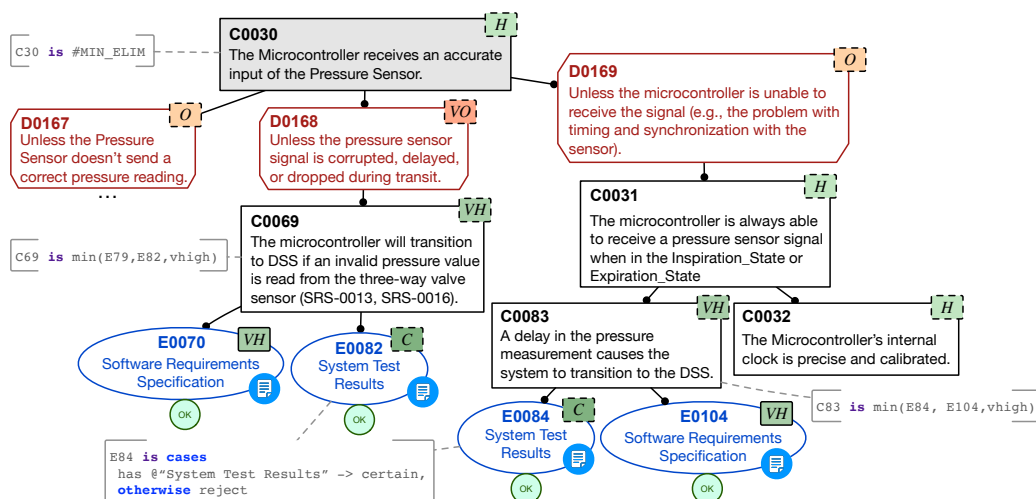 H
C0030
The Microcontroller receives an accurate
input of the Pressure Sensor.
C30 is #MIN_ELIM
O
D0167
Unless the Pressure
Sensor doesn't send a
correct pressure reading.
...
VO
D0168
Unless the pressure sensor
signal is corrupted, delayed,
or dropped during transit.
O
D0169
Unless the microcontroller is unable to
receive the signal (e.g., the problem with
timing and synchronization with the
sensor).
VH
C0069
The microcontroller will transition
to DSS if an invalid pressure value
is read from the three-way valve
sensor (SRS-0013, SRS-0016).
C69 is min(E79,E82,vhigh)
H
C0031
The microcontroller is always able
to receive a pressure sensor signal
when in the Inspiration_State or
Expiration_State
VH
E0070
Software Requirements
Specification
OK
C
E0082
System Test
Results
OK
VH
C0083
A delay in the pressure
measurement causes the
system to transition to the DSS.
H
C0032
The Microcontroller's internal
clock is precise and calibrated.
C83 is min(E84, E104,vhigh)
C
E0084
System Test
Results
OK
VH
E0104
Software Requirements
Specification
OK
E84 is cases
has @"System Test Results" -> certain,
otherwise reject